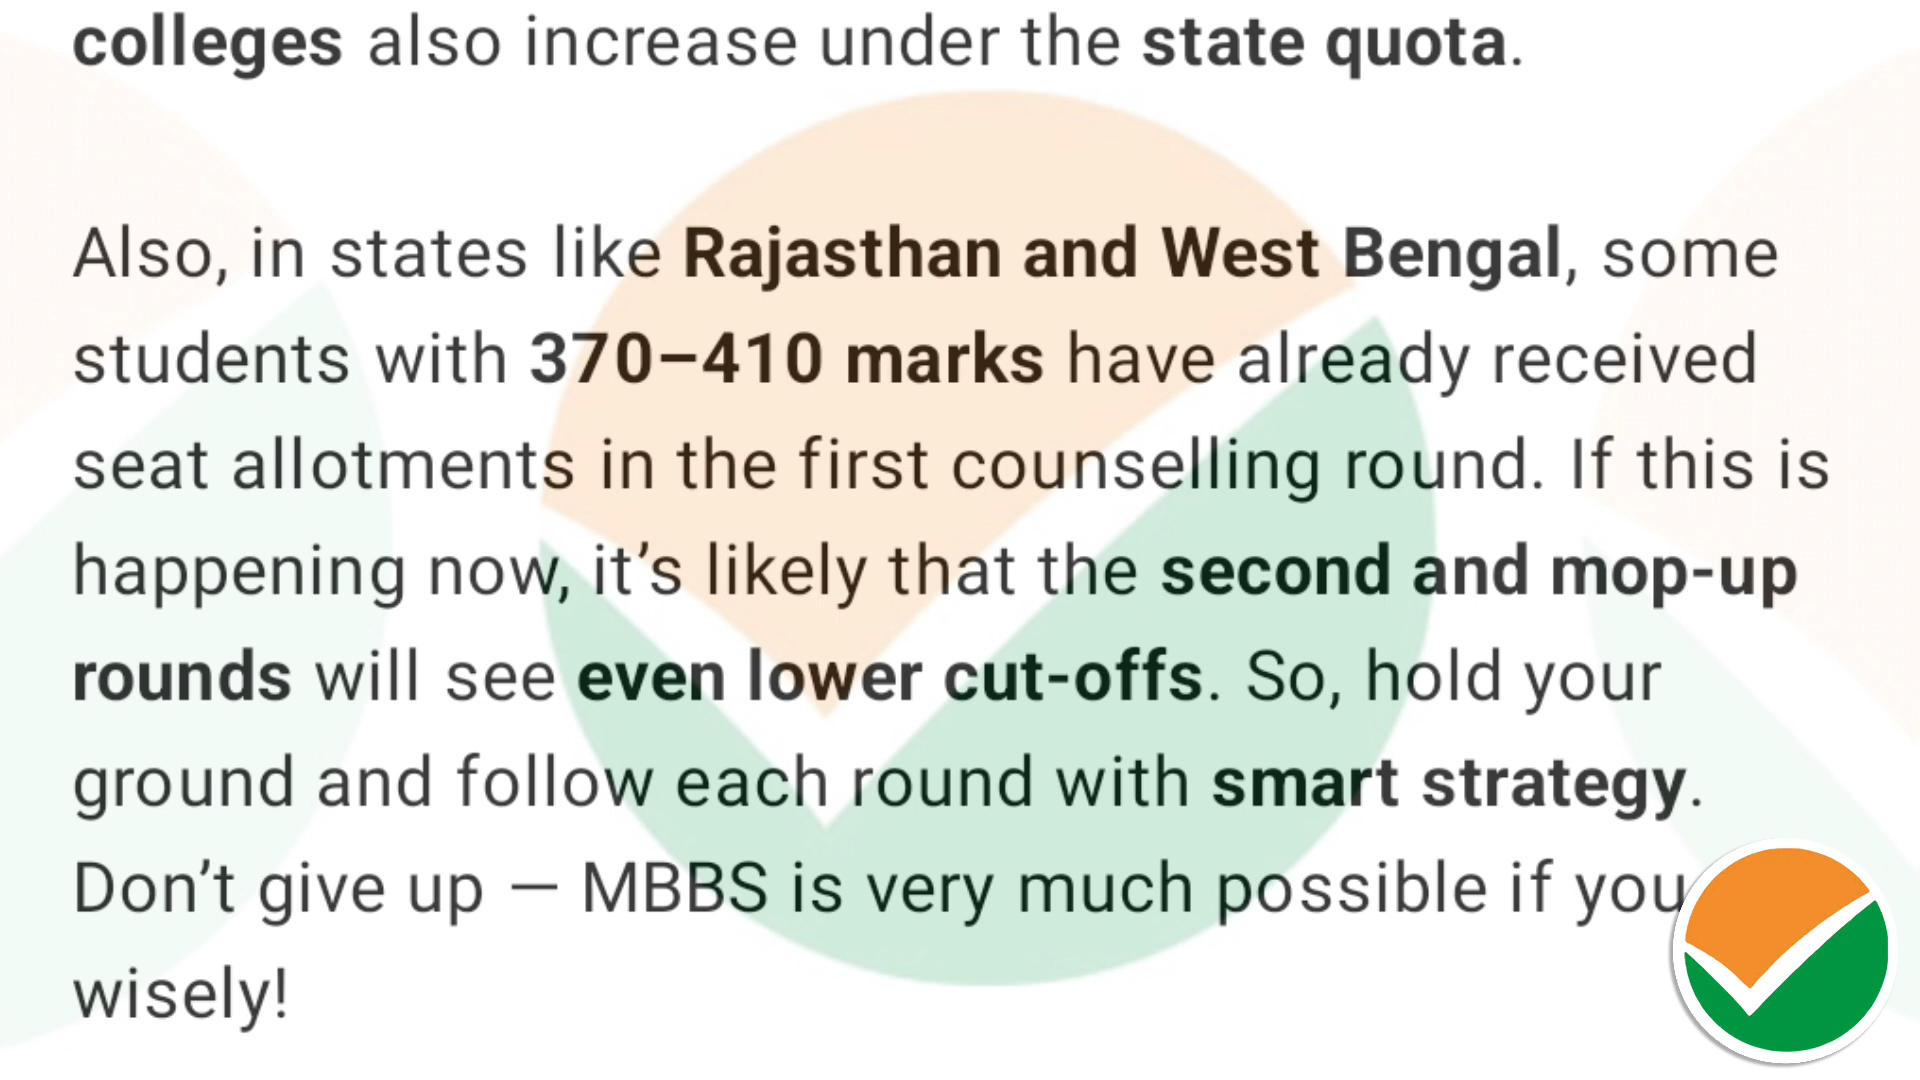 colleges also increase under the state quota.
Also, in states like Rajasthan and West Bengal, some
students with 370–410 marks have already received
seat allotments in the first counselling round. If this is
happening now, it’s likely that the second and mop-up
rounds will see even lower cut-offs. So, hold your
ground and follow each round with smart strategy.
Don’t give up — MBBS is very much possible if you
wisely!